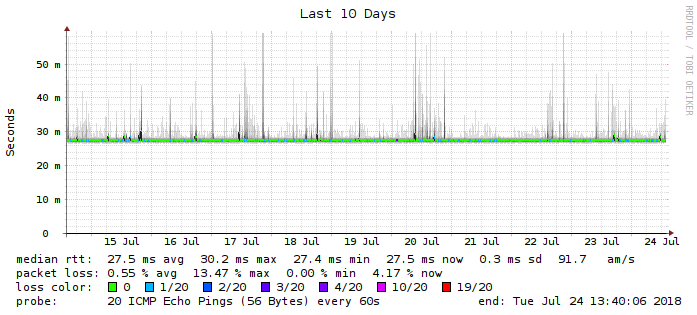 Last 10 Days
RRDTOOL / TOBI OETIKER
Seconds
50 m
40 m
30 m
20 m
10 m
0
15 Jul 16 Jul 17 Jul 18 Jul 19 Jul 20 Jul 21 Jul 22 Jul 23 Jul 24 Jul
median rtt: 27.5 ms avg 30.2 ms max 27.4 ms min 27.5 ms now 0.3 ms sd 91.7 am/s
packet loss: 0.55 % avg 13.47 % max 0.00 % min 4.17 % now
loss color: 0 1/20 2/20 3/20 4/20 10/20 19/20
probe: 20 ICMP Echo Pings (56 Bytes) every 60s end: Tue Jul 24 13:40:06 2018